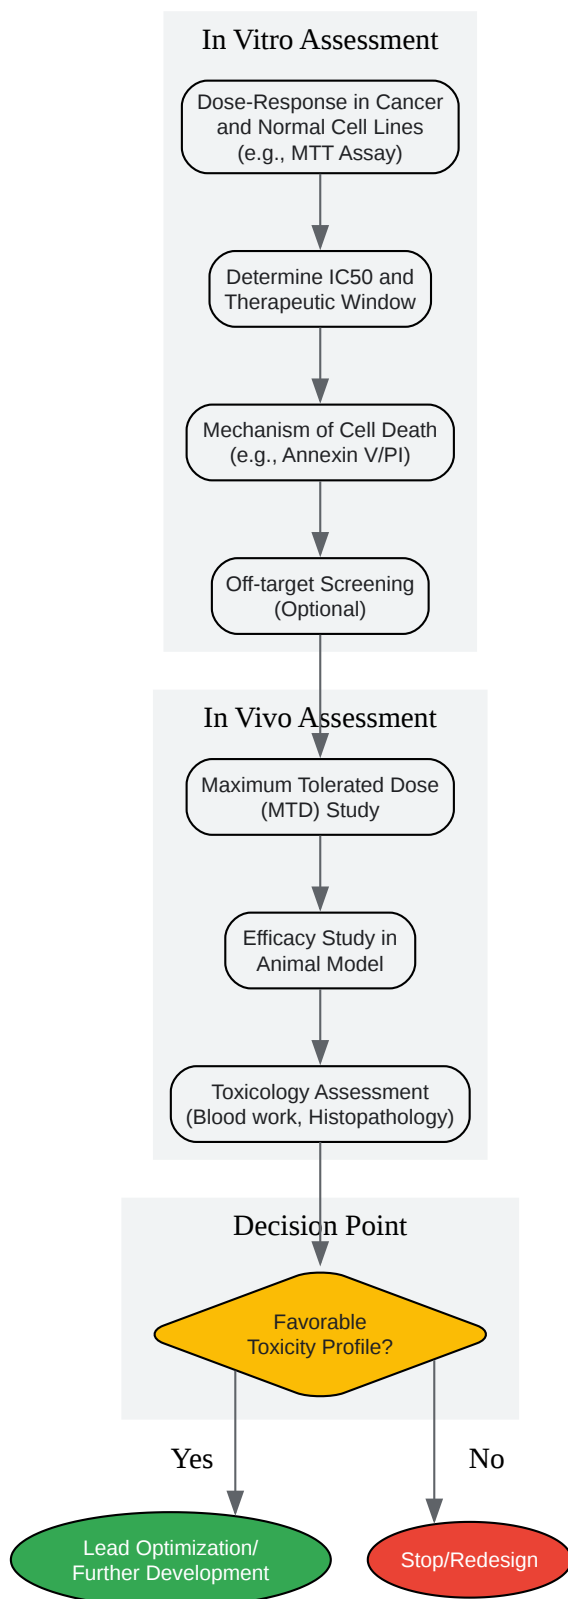 In Vitro Assessment
Dose-Response in Cancer
and Normal Cell Lines
(e.g., MTT Assay)
Determine IC50 and
Therapeutic Window
Mechanism of Cell Death
(e.g., Annexin V/PI)
Off-target Screening
(Optional)
In Vivo Assessment
Maximum Tolerated Dose
(MTD) Study
Efficacy Study in
Animal Model
Toxicology Assessment
(Blood work, Histopathology)
Decision Point
Favorable
Toxicity Profile?
Yes
No
Lead Optimization/
Further Development
Stop/Redesign